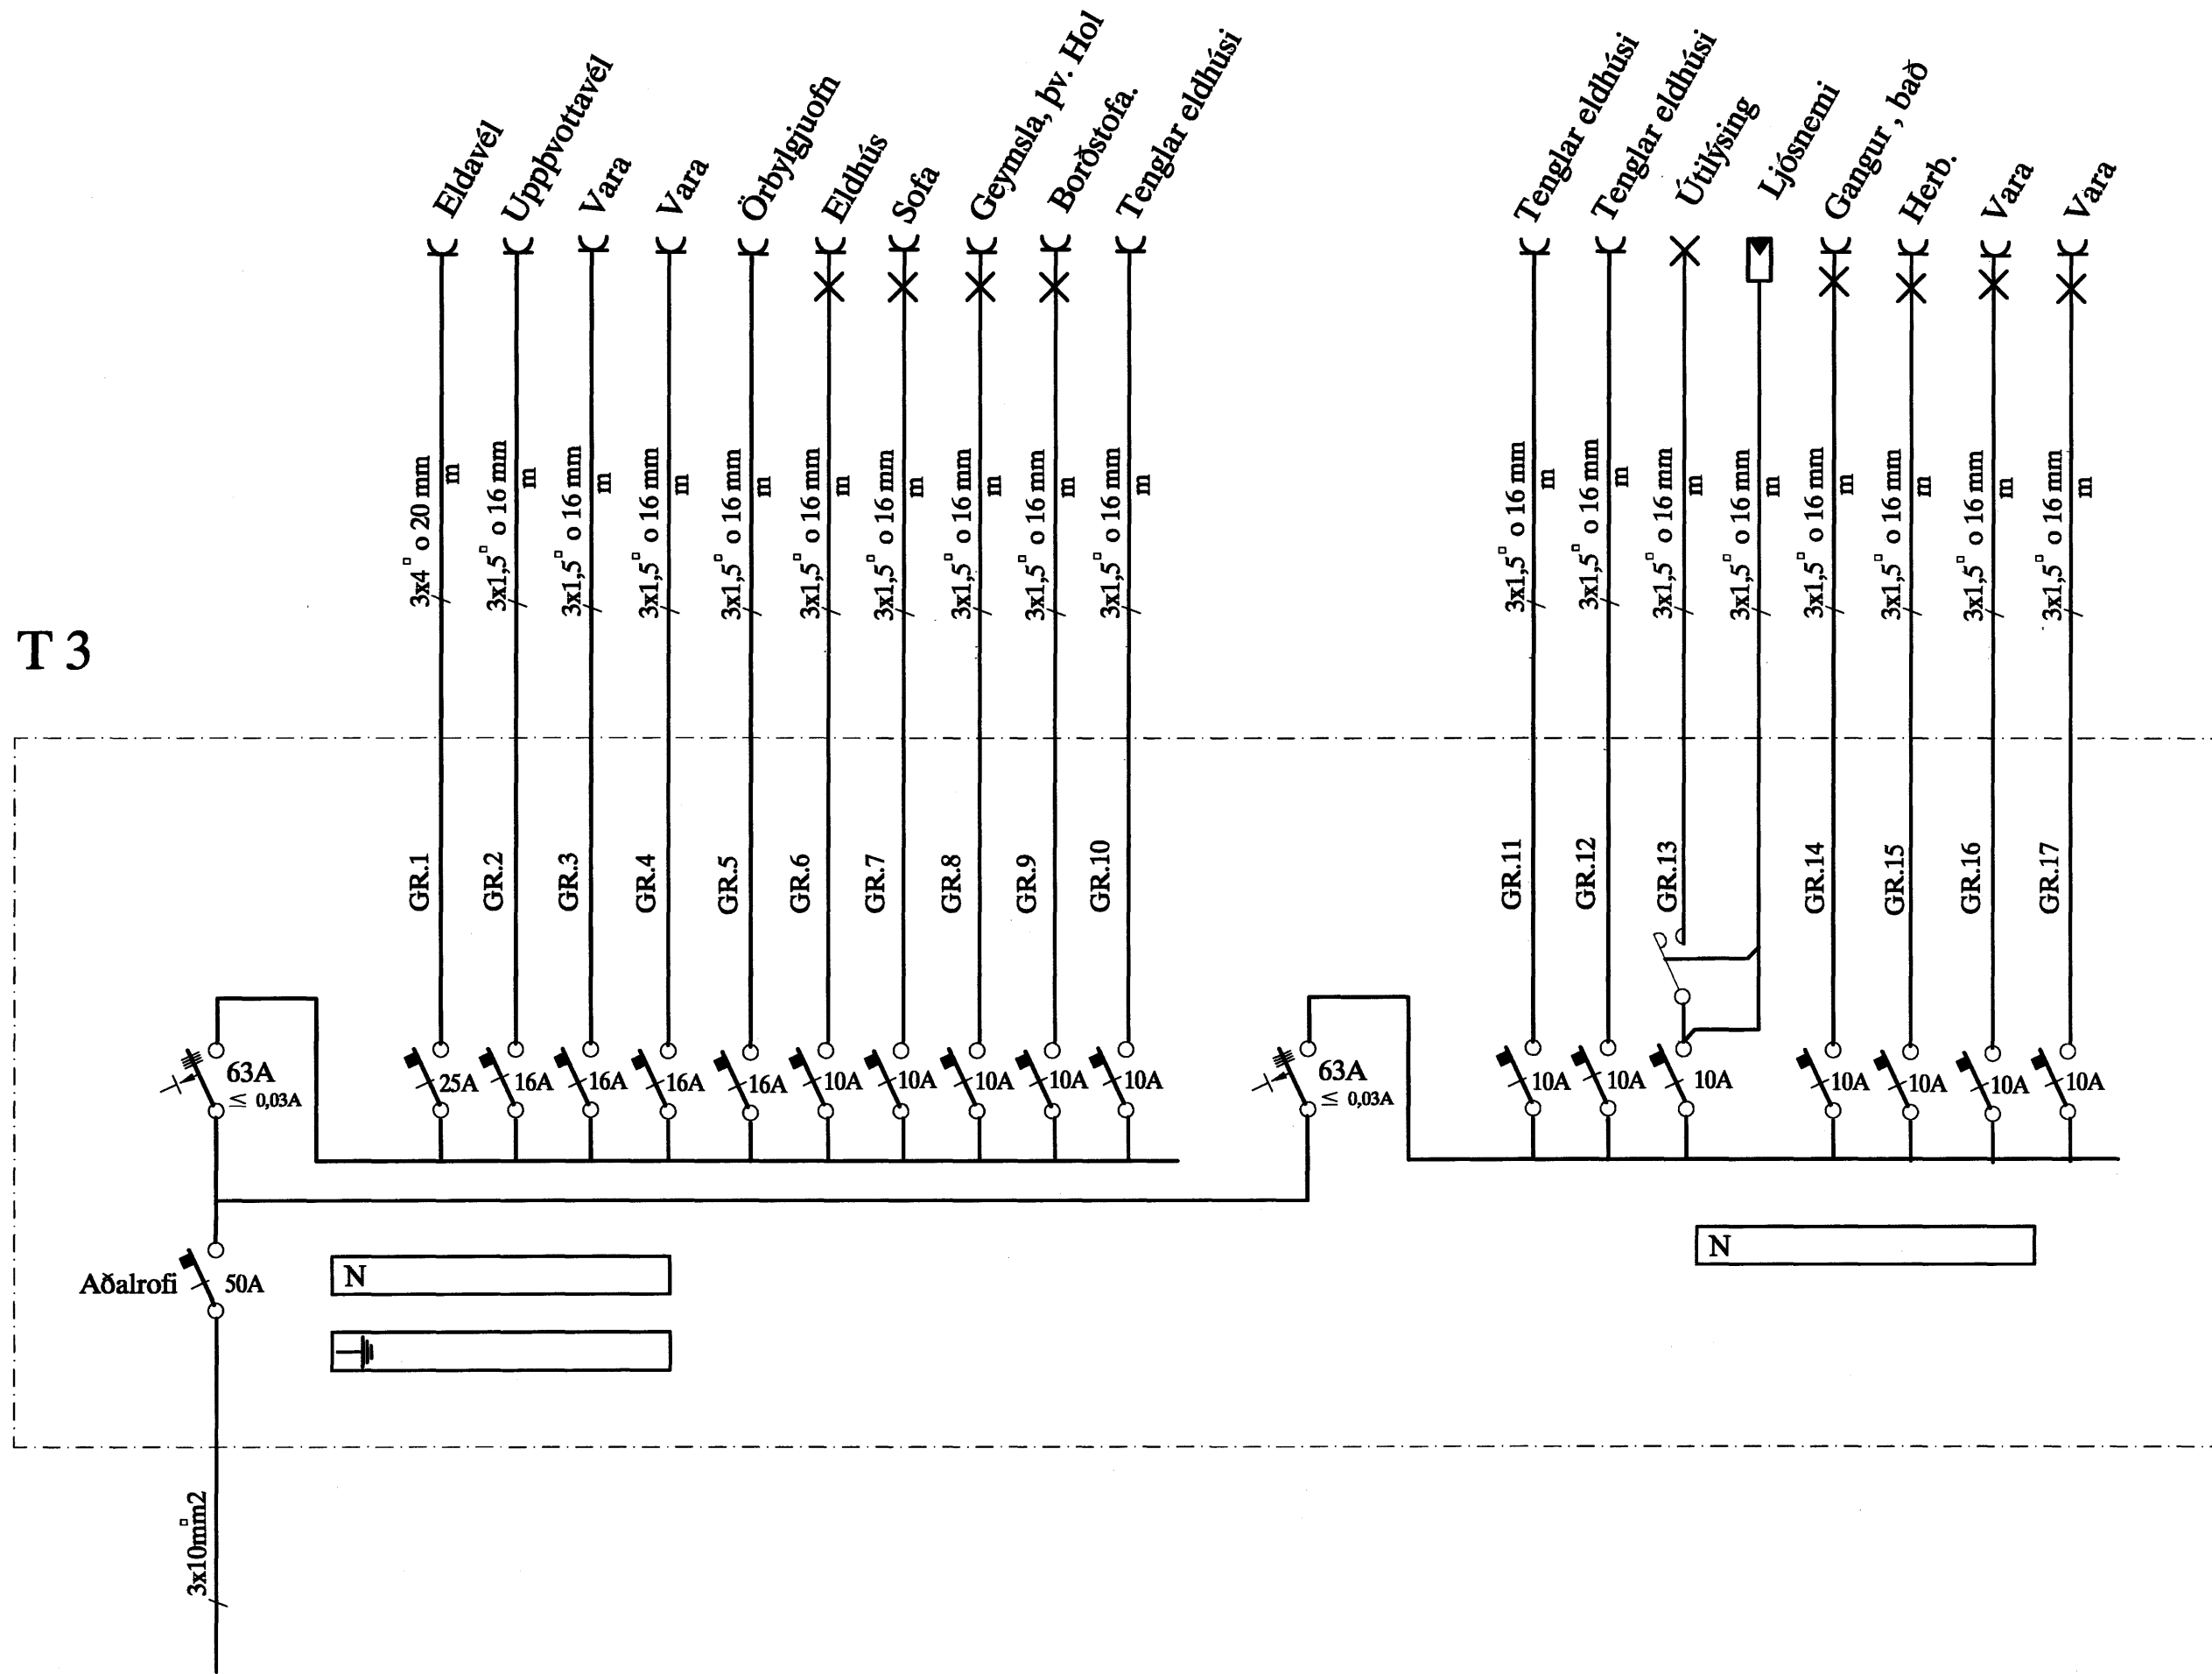 Eldavél
Uppþvottavél
Vara
Vara
Örbylgjuofn
Eldhús
Sofa
Geymsla, þv. Hol
Borðstofa.
Tenglar eldhúsi
Tenglar eldhúsi
Tenglar eldhúsi
Útilýsing
Ljósnemi
Gangur , bað
Herb.
Vara
Vara
3x4▫ o 20 mm
m
3x1,5▫ o 16 mm
m
3x1,5▫ o 16 mm
m
3x1,5▫ o 16 mm
m
3x1,5▫ o 16 mm
m
3x1,5▫ o 16 mm
m
3x1,5▫ o 16 mm
m
3x1,5▫ o 16 mm
m
3x1,5▫ o 16 mm
m
3x1,5▫ o 16 mm
m
3x1,5▫ o 16 mm
m
3x1,5▫ o 16 mm
m
3x1,5▫ o 16 mm
m
3x1,5▫ o 16 mm
m
3x1,5▫ o 16 mm
m
3x1,5▫ o 16 mm
m
3x1,5▫ o 16 mm
m
3x1,5▫ o 16 mm
m
T 3
GR.1
GR.2
GR.3
GR.4
GR.5
GR.6
GR.7
GR.8
GR.9
GR.10
GR.11
GR.12
GR.13
GR.14
GR.15
GR.16
GR.17
63A
≤ 0,03A
25A
16A
16A
16A
16A
10A
10A
10A
10A
10A
63A
≤ 0,03A
10A
10A
10A
10A
10A
10A
10A
Aðalrofi
50A
N
N
3x10▫mm2